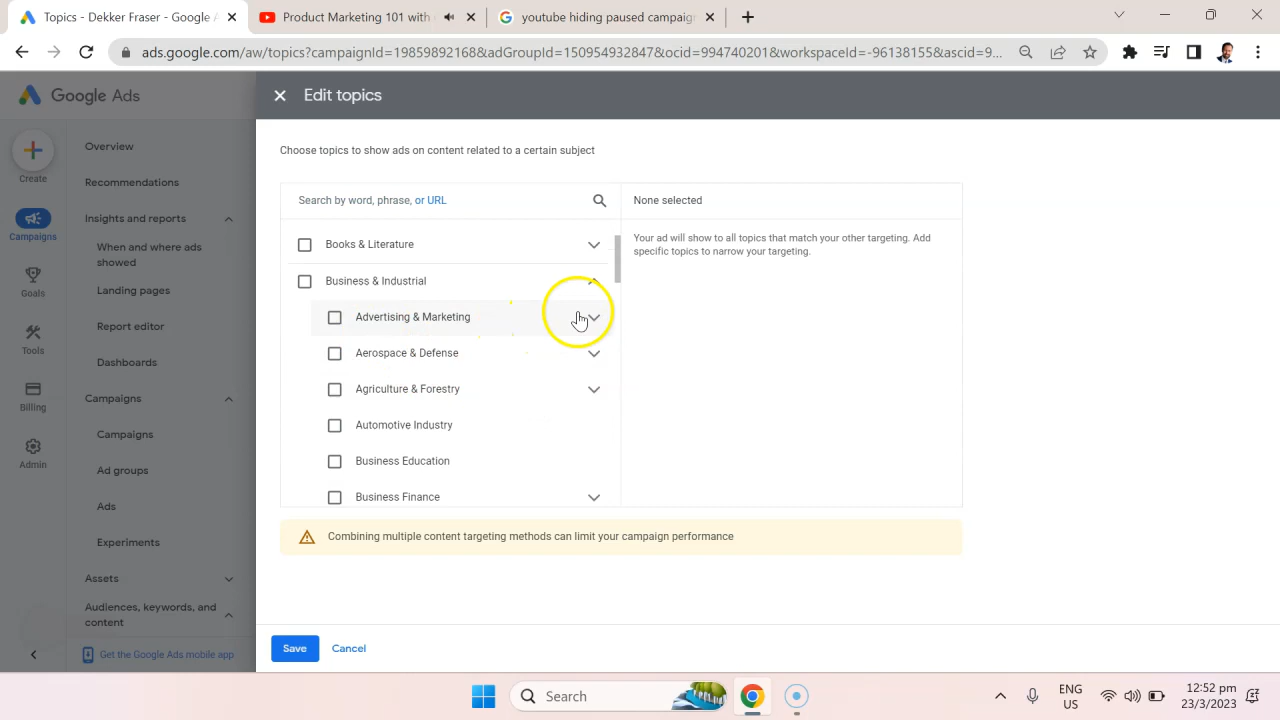 Topics - Dekker Fraser - Google A
Product Marketing 101 with
youtube hiding paused campaign
ads.google.com/aw/topics?campaignId=19859892168&adGroupId=150954932847&ocid=994740201&workspaceId=-96138155&ascid=9...
Google Ads
Edit topics
Create
Campaigns
Goals
Tools
Billing
Admin
Overview
Recommendations
Insights and reports
When and where ads
showed
Landing pages
Report editor
Dashboards
Campaigns
Campaigns
Ad groups
Ads
Experiments
Assets
Audiences, keywords, and
content
Get the Google Ads mobile app
Choose topics to show ads on content related to a certain subject
Search by word, phrase, or URL
None selected
Your ad will show to all topics that match your other targeting. Add
specific topics to narrow your targeting.
Books & Literature
Business & Industrial
Advertising & Marketing
Aerospace & Defense
Agriculture & Forestry
Automotive Industry
Business Education
Business Finance
Combining multiple content targeting methods can limit your campaign performance
Save
Cancel
Search
ENG
US
12:52 pm
23/3/2023